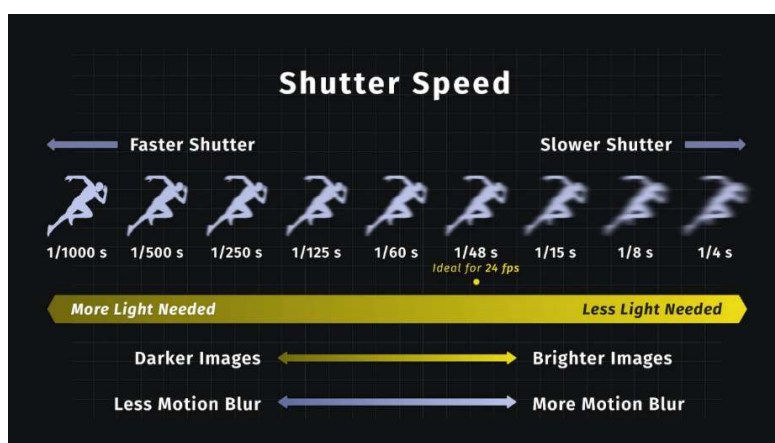 Shutter Speed
Faster Shutter
Slower Shutter
1/1000 s 1/500 s 1/250 s 1/125 s 1/60 s 1/48 s 1/15 s 1/8 s 1/4 s
Ideal for 24 fps
More Light Needed
Less Light Needed
Darker Images
Brighter Images
Less Motion Blur
More Motion Blur